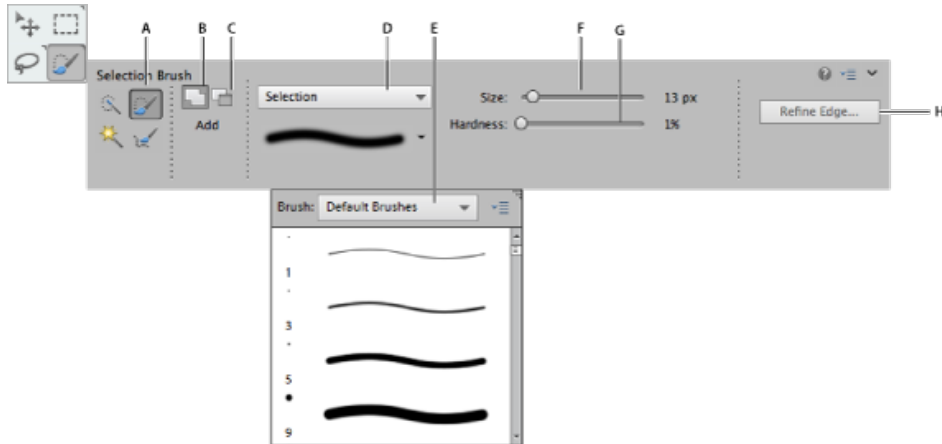 A B C D E F G
Selection Brush
Selection
Size: 13 px
Add
Hardness: 1%
Refine Edge...
H
Brush: Default Brushes
1
3
5
9